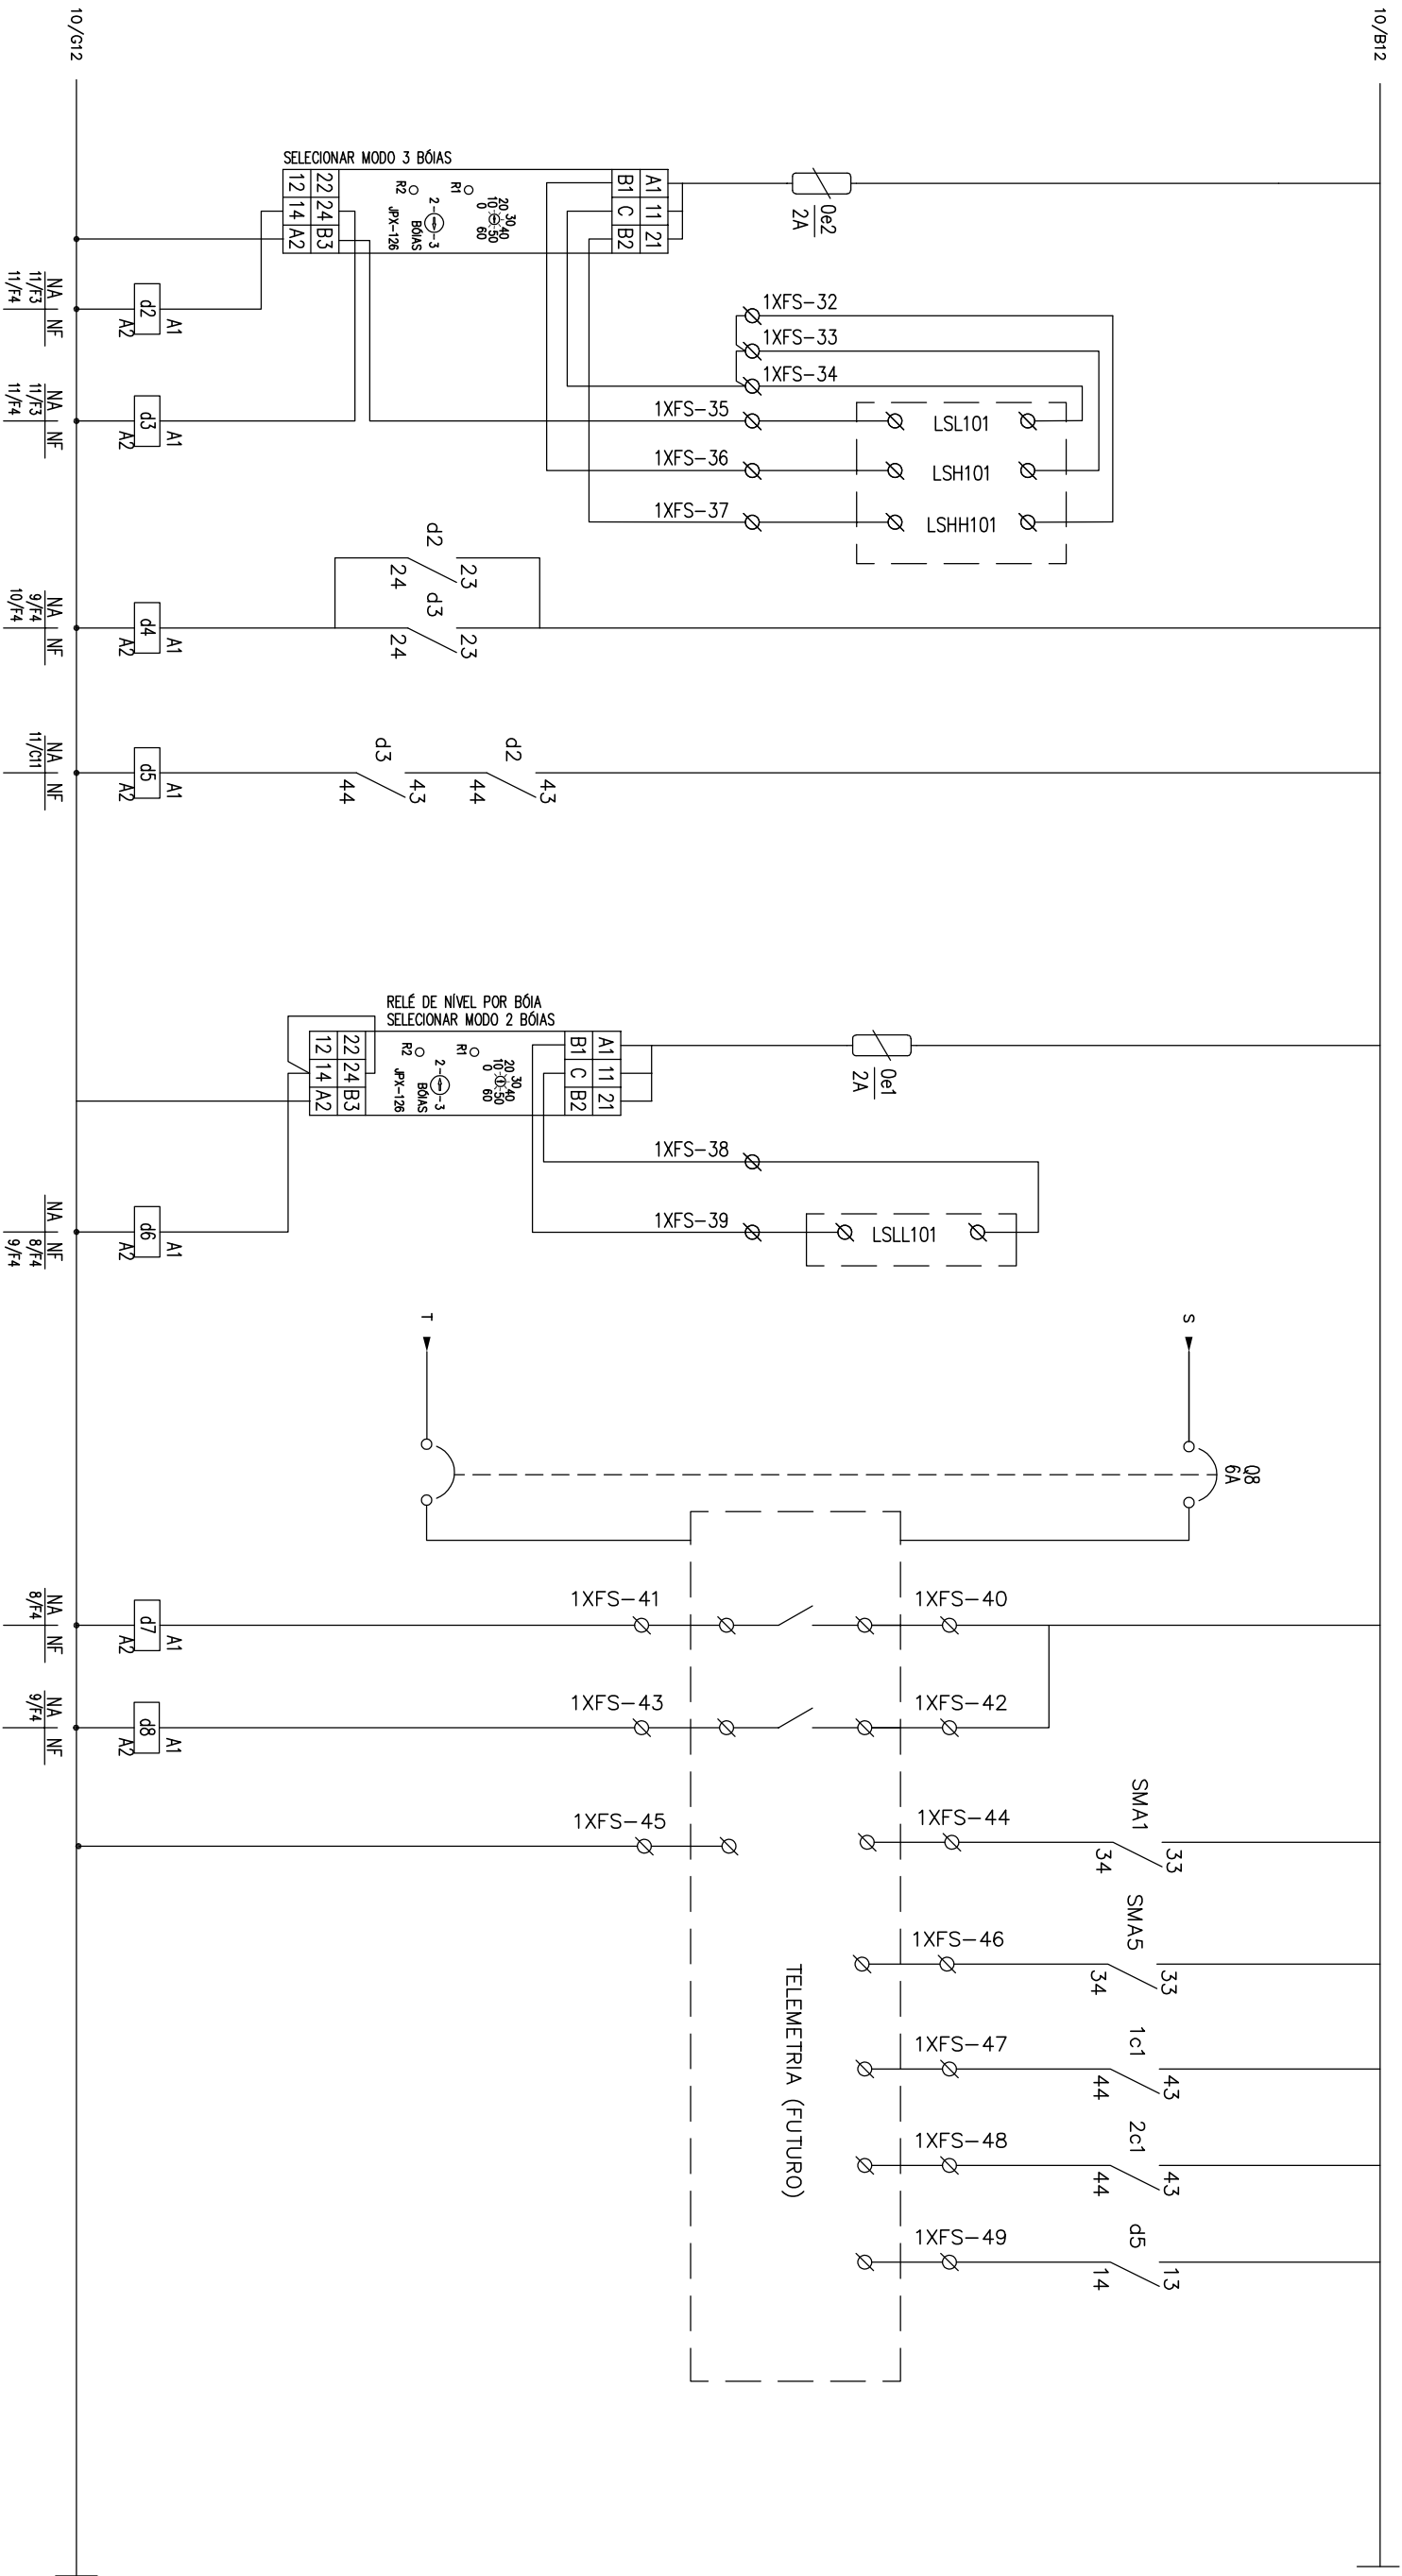 10/G12
10/B12
SELECIONAR MODO 3 BÓIAS
12 22
14 24
A2 B3
R2
R1
2 3
BÓIAS
JPX-126
20 30
10 40
0 50
60
B1 A1
C 11
B2 21
0e2
2A
1XFS-32
1XFS-33
1XFS-34
1XFS-35
LSL101
1XFS-36
LSH101
1XFS-37
LSHH101
NA NF
11/F3
11/F4
d2
A1
A2
NA NF
11/F3
11/F4
d3
A1
A2
d2
23
24
d3
23
24
NA NF
9/F4
10/F4
d4
A1
A2
d2
43
44
d3
43
44
NA NF
11/C11
d5
A1
A2
RELÉ DE NÍVEL POR BÓIA
SELECIONAR MODO 2 BÓIAS
12 22
14 24
A2 B3
R2
R1
2 3
BÓIAS
JPX-126
20 30
10 40
0 50
60
B1 A1
C 11
B2 21
0e1
2A
1XFS-38
1XFS-39
LSLL101
NA NF
8/F4
9/F4
d6
A1
A2
T
S
Q8
6A
1XFS-41
1XFS-40
NA NF
8/F4
d7
A1
A2
1XFS-43
1XFS-42
NA NF
9/F4
d8
A1
A2
1XFS-45
1XFS-44
SMA1
33
34
1XFS-46
SMA5
33
34
1XFS-47
1c1
43
44
1XFS-48
2c1
43
44
1XFS-49
d5
13
14
TELEMETRIA (FUTURO)